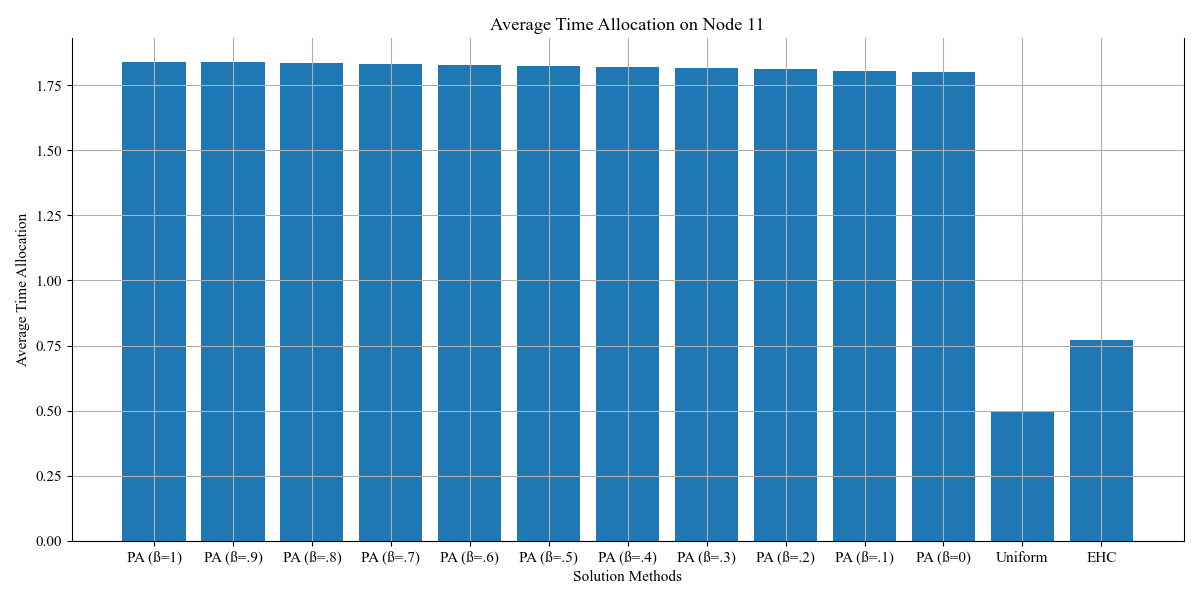 Average Time Allocation on Node 11
Average Time Allocation
1.75
1.50
1.25
1.00
0.75
0.50
0.25
0.00
PA (ß=1) PA (ß=.9) PA (ß=.8) PA (ß=.7) PA (ß=.6) PA (ß=.5) PA (ß=.4) PA (ß=.3) PA (ß=.2) PA (ß=.1) PA (ß=0) Uniform EHC
Solution Methods